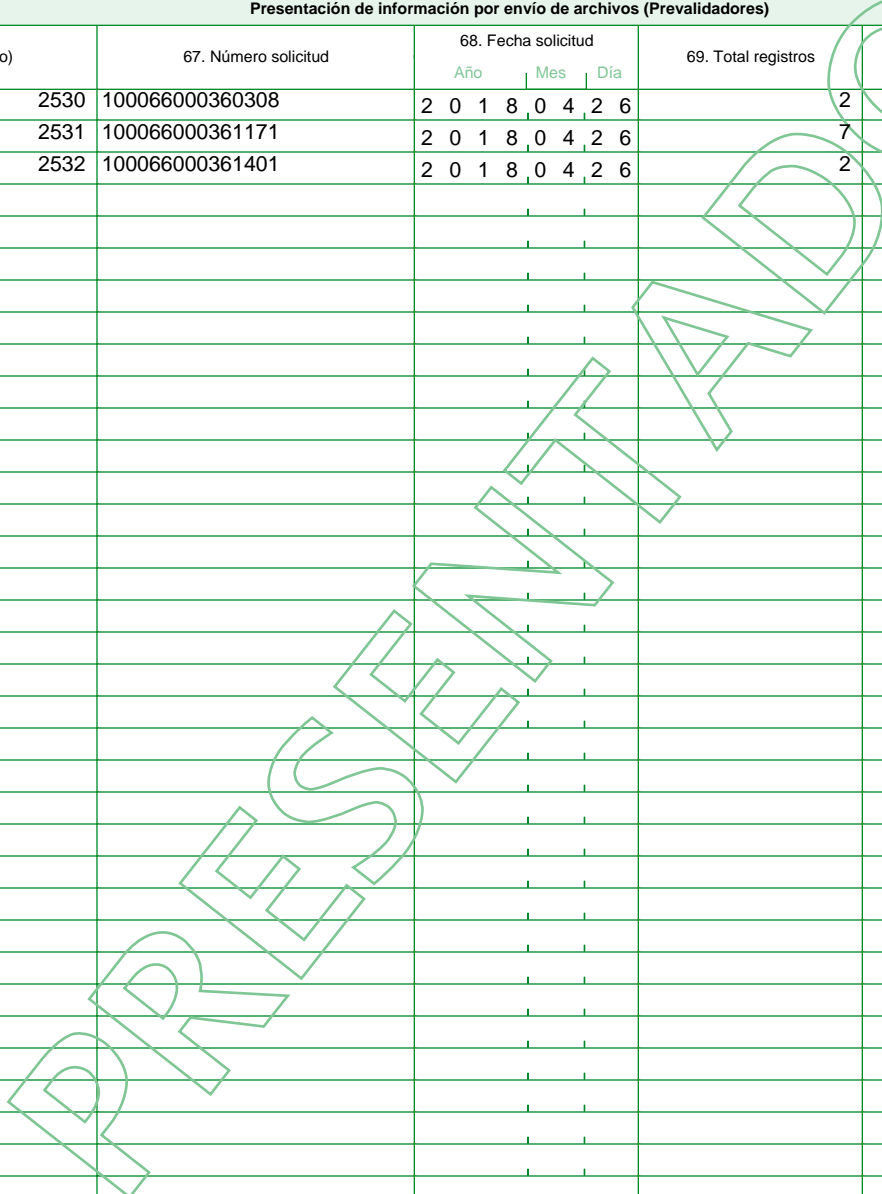 Presentación de información por envío de archivos (Prevalidadores)
o) 67. Número solicitud 68. Fecha solicitud 69. Total registros
Año Mes Día
2530 100066000360308 2 0 1 8 0 4 2 6 2
2531 100066000361171 2 0 1 8 0 4 2 6 7
2532 100066000361401 2 0 1 8 0 4 2 6 2
PRESENTADO